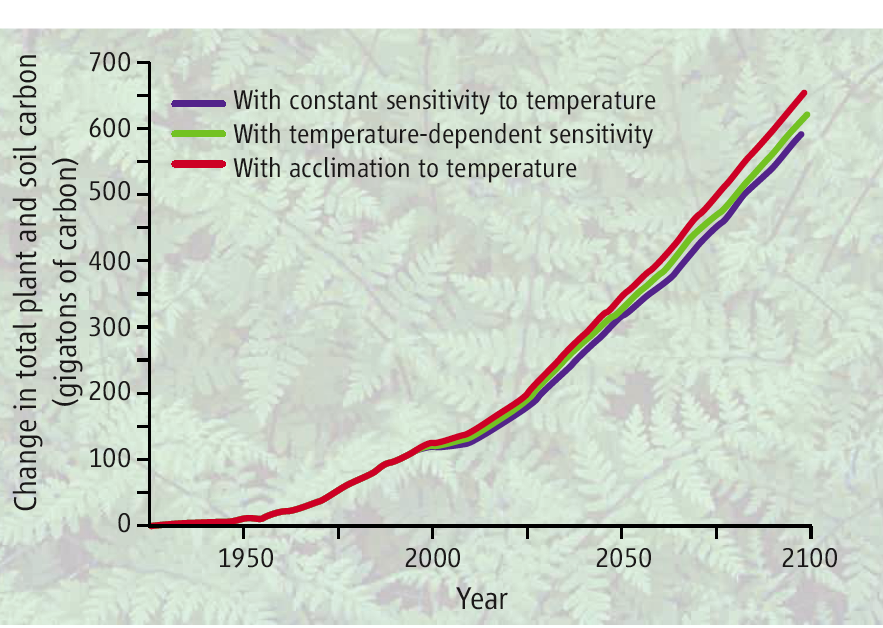 Change in total plant and soil carbon
(gigatons of carbon)
700
600
500
400
300
200
100
0
With constant sensitivity to temperature
With temperature-dependent sensitivity
With acclimation to temperature
1950
2000
2050
2100
Year